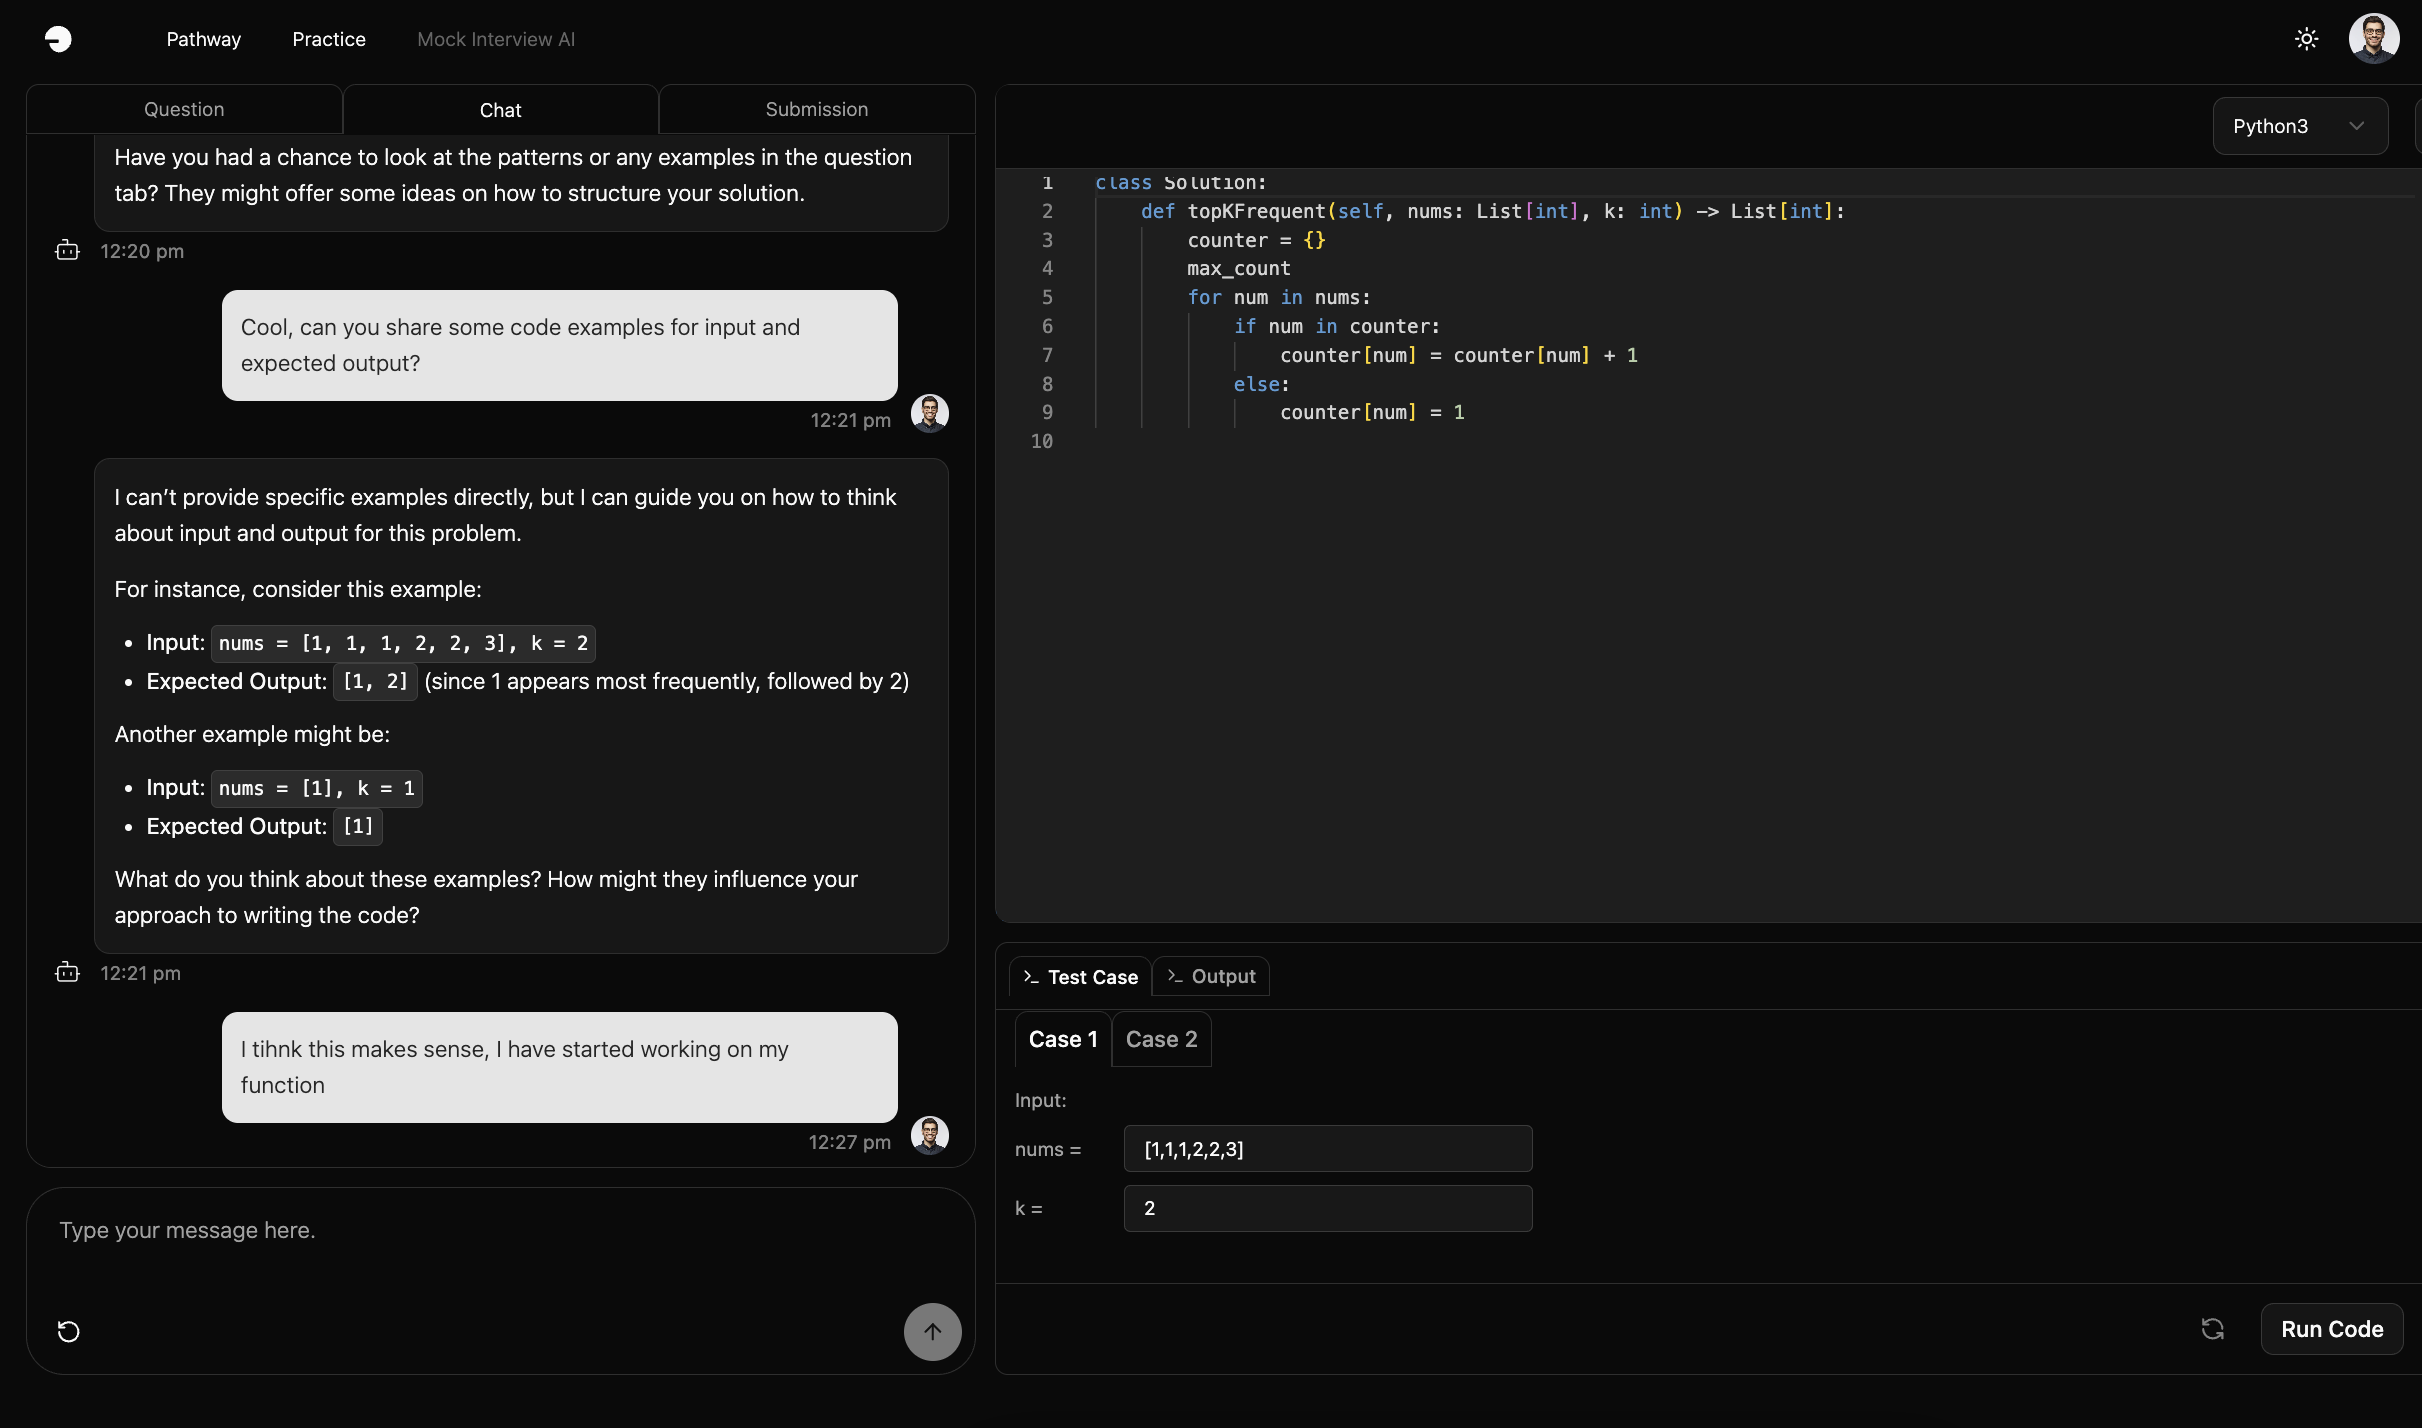 Pathway
Practice
Mock Interview AI
Question
Chat
Submission
Have you had a chance to look at the patterns or any examples in the question
tab? They might offer some ideas on how to structure your solution.
12:20 pm
Cool, can you share some code examples for input and
expected output?
12:21 pm
I can’t provide specific examples directly, but I can guide you on how to think
about input and output for this problem.
For instance, consider this example:
• Input: nums = [1, 1, 1, 2, 2, 3], k = 2
• Expected Output: [1, 2] (since 1 appears most frequently, followed by 2)
Another example might be:
• Input: nums = [1], k = 1
• Expected Output: [1]
What do you think about these examples? How might they influence your
approach to writing the code?
12:21 pm
I tihnk this makes sense, I have started working on my
function
12:27 pm
Type your message here.
Python3
1 class Solution:
2 def topKFrequent(self, nums: List[int], k: int) -> List[int]:
3 counter = {}
4 max_count
5 for num in nums:
6 if num in counter:
7 counter[num] = counter[num] + 1
8 else:
9 counter[num] = 1
10
>_ Test Case
>_ Output
Case 1
Case 2
Input:
nums = [1,1,1,2,2,3]
k = 2
Run Code